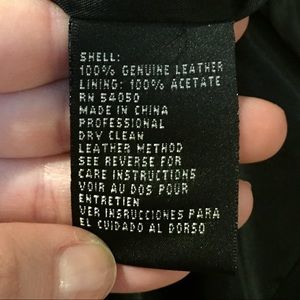 SHELL:
100% GENUINE LEATHER
LINING: 100% ACETATE
RN 54050
MADE IN CHINA
PROFESSIONAL
DRY CLEAN
LEATHER METHOD
SEE REVERSE FOR
CARE INSTRUCTIONS
VOIR AU DOS POUR
ENTRETIEN
VER INSRUCCIONES PARA
EL CUIDADO AL DORSO